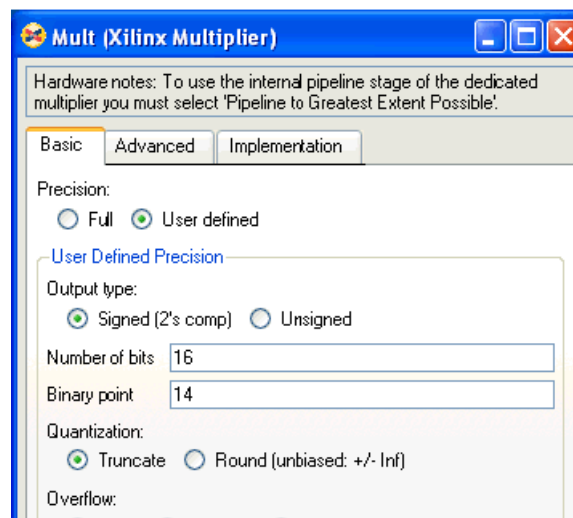 Mult (Xilinx Multiplier)
Hardware notes: To use the internal pipeline stage of the dedicated
multiplier you must select 'Pipeline to Greatest Extent Possible'.
Basic Advanced Implementation
Precision:
Full User defined
User Defined Precision
Output type:
Signed (2's comp) Unsigned
Number of bits 16
Binary point 14
Quantization:
Truncate Round (unbiased: +/- Inf)
Overflow: